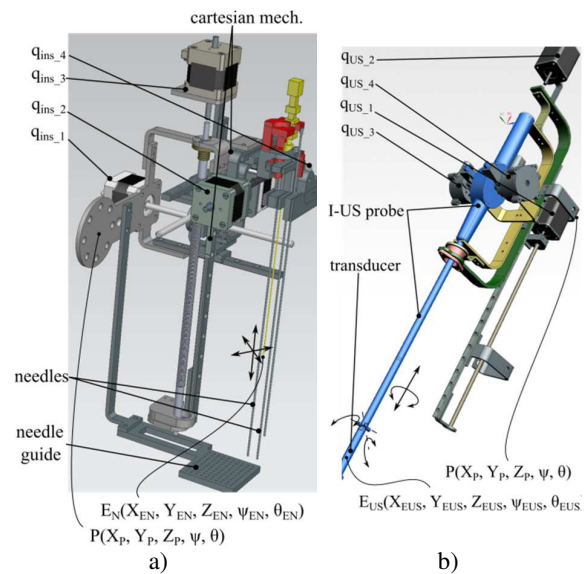 cartesian mech.
q_ins_4
q_ins_3
q_ins_2
q_ins_1
needles
needle
guide
E_N(X_EN, Y_EN, Z_EN, ψ_EN, θ_EN)
P(X_P, Y_P, Z_P, ψ, θ)
a)
q_US_2
q_US_4
q_US_1
q_US_3
I-US probe
transducer
P(X_P, Y_P, Z_P, ψ, θ)
E_US(X_EUS, Y_EUS, Z_EUS, ψ_EUS, θ_EUS)
b)